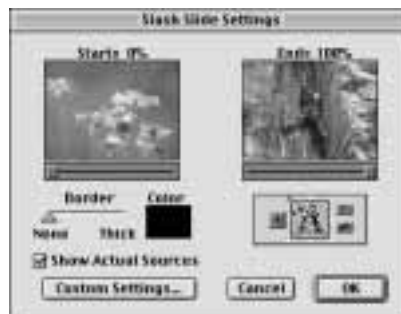 Slash Slide Settings
Start: 0%
End: 100%
Border
Color
None
Thick
Show Actual Sources
Custom Settings...
Cancel
OK